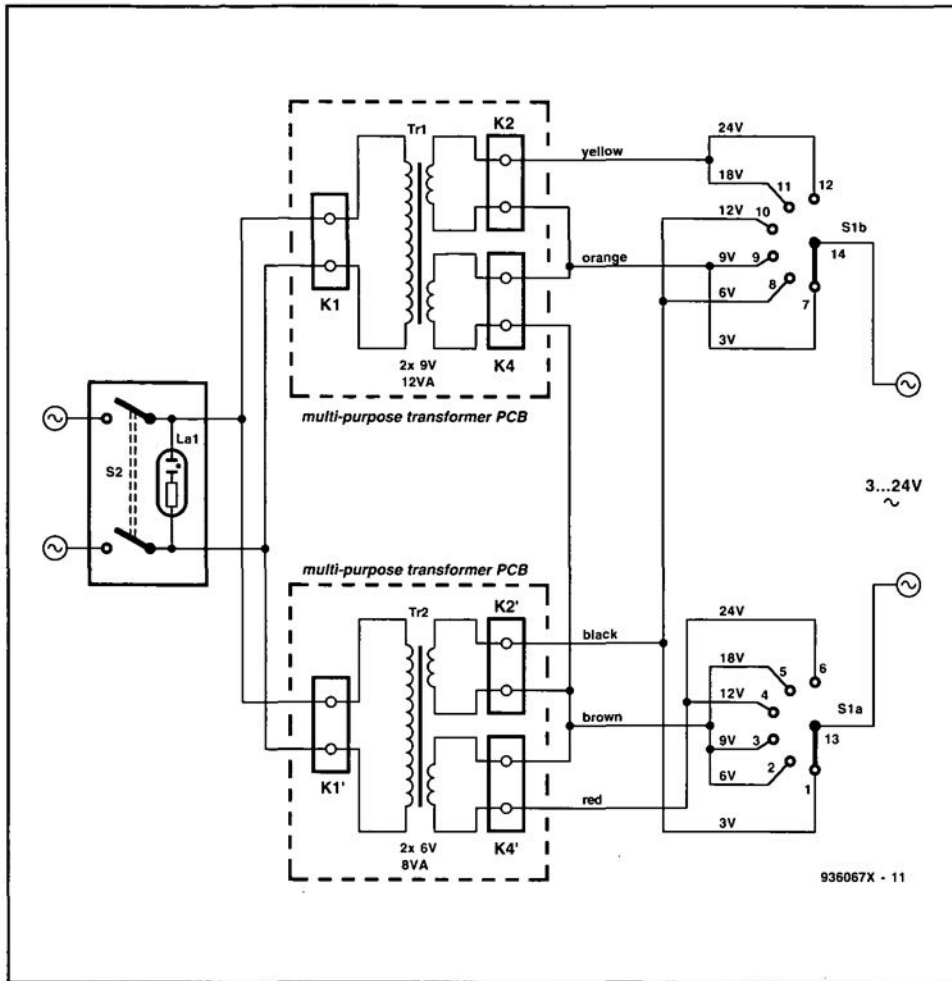 Tr1
K2
K1
K4
2x 9V
12VA
multi-purpose transformer PCB
yellow
orange
24V
18V
12V
9V
6V
3V
11
12
10
9
8
7
14
S1b
S2
La1
3...24V
multi-purpose transformer PCB
Tr2
K2'
K1'
K4'
2x 6V
8VA
black
brown
red
24V
18V
12V
9V
6V
3V
5
6
4
3
2
1
13
S1a
936067X - 11